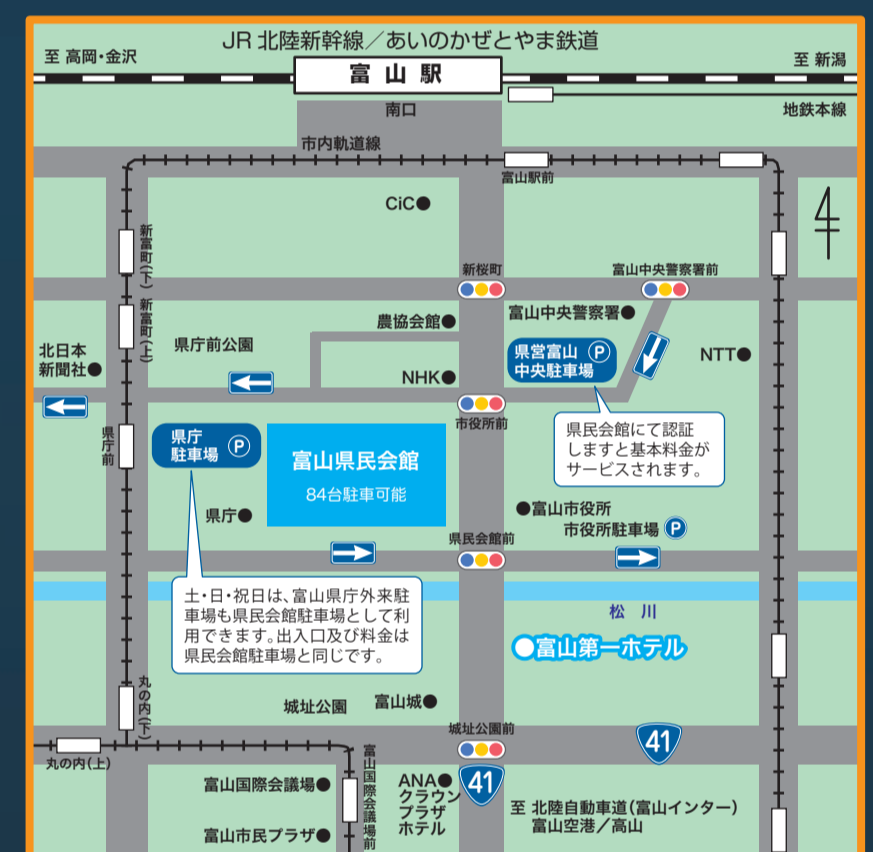 JR 北陸新幹線／あいのかぜとやま鉄道
至 高岡・金沢
富山駅
至 新潟
南口
地鉄本線
市内軌道線
富山駅前
CiC●
新富町(下)
新桜町
富山中央警察署前
新富町(上)
農協会館●
富山中央警察署●
北日本
新聞社●
県庁前公園
県営富山
中央駐車場
P
NTT●
NHK●
市役所前
県庁前
県庁
駐車場
P
富山県民会館
84台駐車可能
県民会館にて認証
しますと基本料金が
サービスされます。
県庁●
●富山市役所
市役所駐車場 P
県民会館前
土・日・祝日は、富山県庁外来駐
車場も県民会館駐車場として利
用できます。出入口及び料金は
県民会館駐車場と同じです。
松 川
●富山第一ホテル
丸の内(下)
城址公園
富山城●
城址公園前
41
丸の内(上)
富山国際会議場前
富山国際会議場●
ANA●
クラウン
プラザ
ホテル
41
至 北陸自動車道(富山インター)
富山空港／高山
富山市民プラザ●